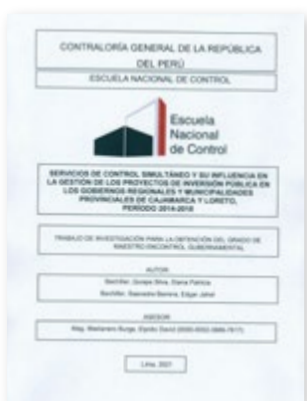 CONTRALORÍA GENERAL DE LA REPÚBLICA
DEL PERÚ
ESCUELA NACIONAL DE CONTROL
Escuela
Nacional
de Control
SERVICIOS DE CONTROL SIMULTÁNEO Y SU INFLUENCIA EN
LA GESTIÓN DE LOS PROYECTOS DE INVERSIÓN PÚBLICA EN
LOS GOBIERNOS REGIONALES Y MUNICIPALIDADES
PROVINCIALES DE CAJAMARCA Y LORETO,
PERÍODO 2014-2018
TRABAJO DE INVESTIGACIÓN PARA LA OBTENCIÓN DEL GRADO DE
MAESTRO EN CONTROL GUBERNAMENTAL
AUTOR
Bachiller, Quispe Silva, Diana Patricia
Bachiller, Saavedra Barrera, Edgar
ASESOR
Mag. David
Lima, 2021